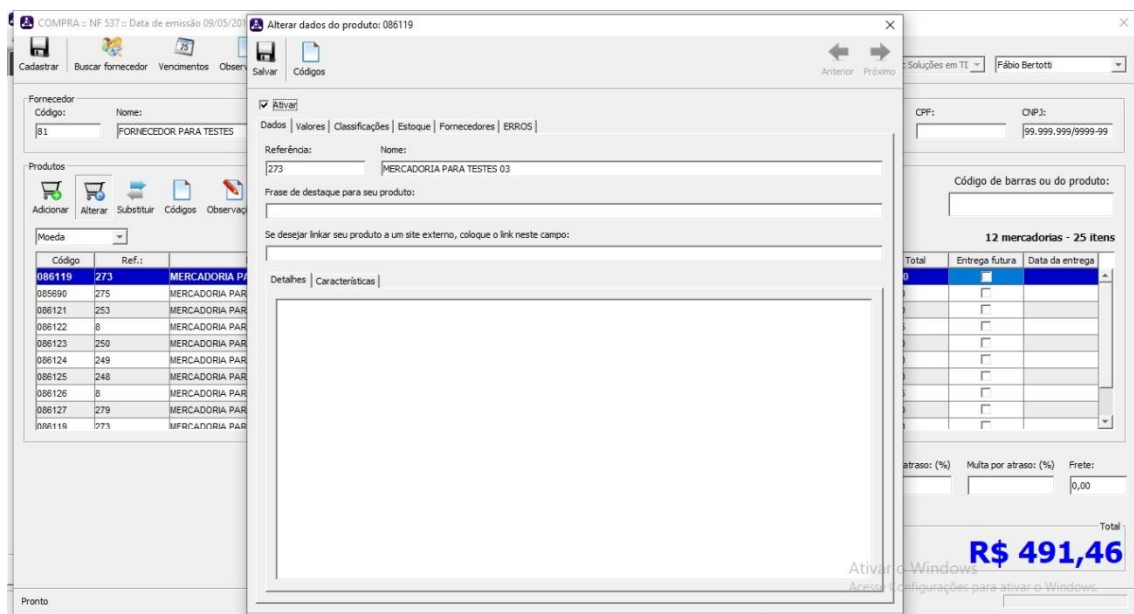 COMPRA :: NF 537 :: Data de emissão 09/05/201
Alterar dados do produto: 086119
Cadastrar Buscar fornecedor Vencimentos Obser
Salvar Códigos Anterior Próximo
Soluções em TI Fábio Bertotti
Fornecedor
Código: Nome: CPF: CNPJ:
81 FORNECEDOR PARA TESTES 99.999.999/9999-99
Ativar
Dados Valores Classificações Estoque Fornecedores ERROS
Referência: Nome:
273 MERCADORIA PARA TESTES 03
Frase de destaque para seu produto:
Se desejar linkar seu produto a um site externo, coloque o link neste campo:
Detalhes Características
Produtos
Código de barras ou do produto:
Adicionar Alterar Substituir Códigos Observaç
Moeda 12 mercadorias - 25 itens
Código Ref.: Total Entrega futura Data da entrega
086119 273 MERCADORIA PA
085690 275 MERCADORIA PAR
086121 253 MERCADORIA PAR
086122 8 MERCADORIA PAR
086123 250 MERCADORIA PAR
086124 249 MERCADORIA PAR
086125 248 MERCADORIA PAR
086126 8 MERCADORIA PAR
086127 279 MERCADORIA PAR
086119 273 MERCADORIA PAR
atraso: (%) Multa por atraso: (%) Frete:
0,00
Total
R$ 491,46
Ativar o Windows
Acesse Configurações para ativar o Windows.
Pronto